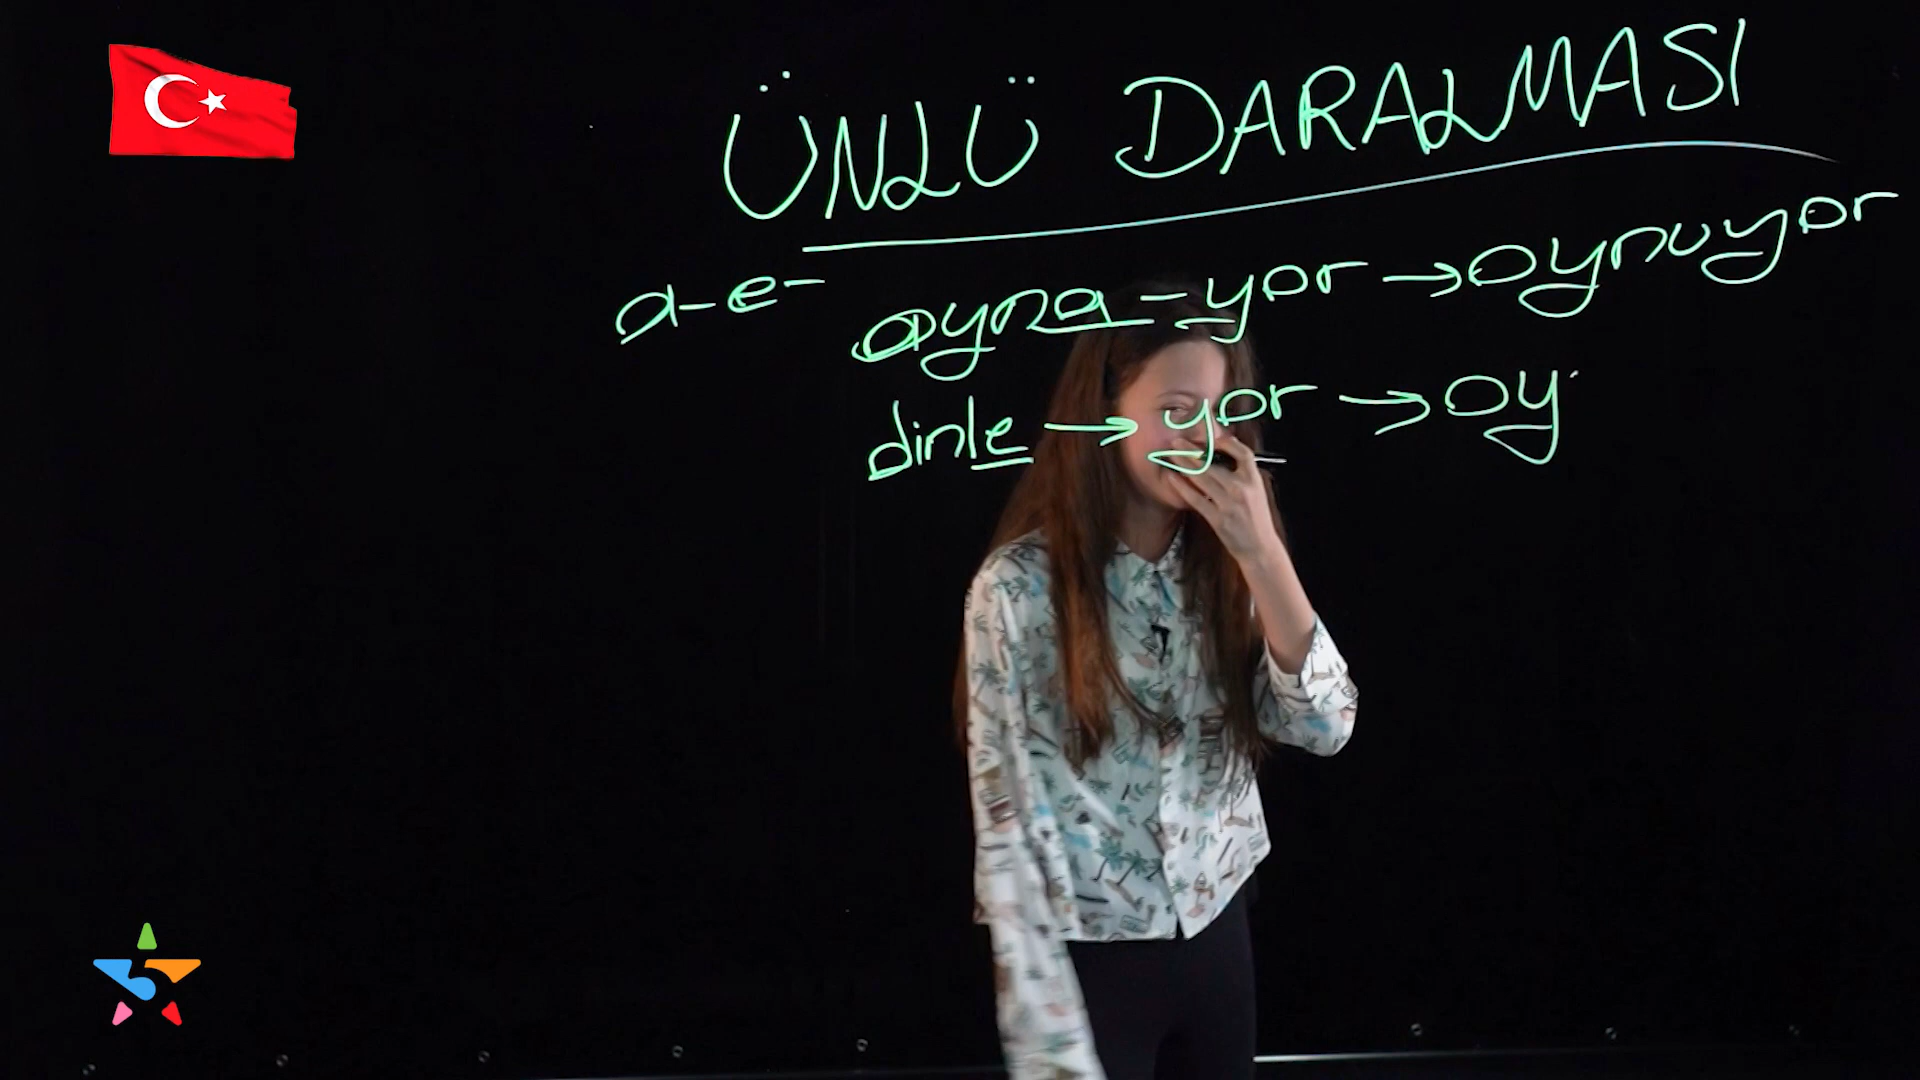 ÜNLÜ DARALMASI
a-e- oyna-yor → oynuyor
dinle → yor → oy